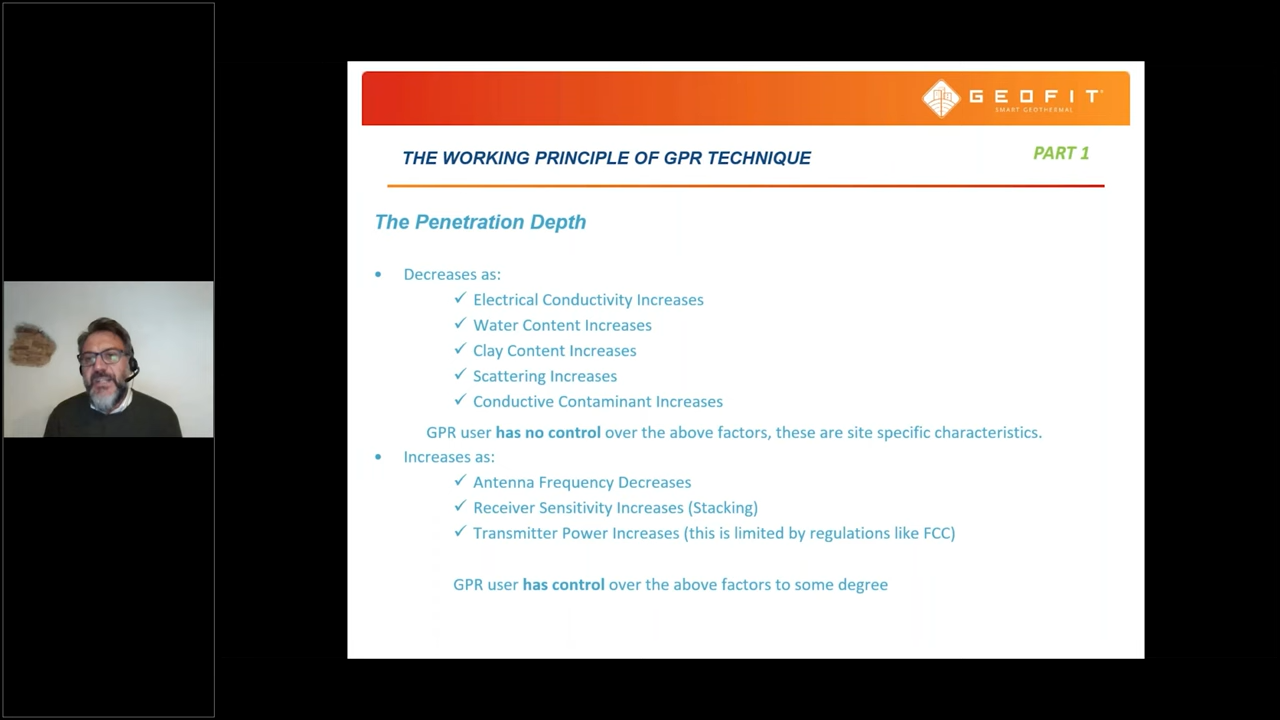 GEOFIT
SMART GEOTHERMAL
THE WORKING PRINCIPLE OF GPR TECHNIQUE
PART 1
The Penetration Depth
• Decreases as:
✓ Electrical Conductivity Increases
✓ Water Content Increases
✓ Clay Content Increases
✓ Scattering Increases
✓ Conductive Contaminant Increases
GPR user has no control over the above factors, these are site specific characteristics.
• Increases as:
✓ Antenna Frequency Decreases
✓ Receiver Sensitivity Increases (Stacking)
✓ Transmitter Power Increases (this is limited by regulations like FCC)
GPR user has control over the above factors to some degree